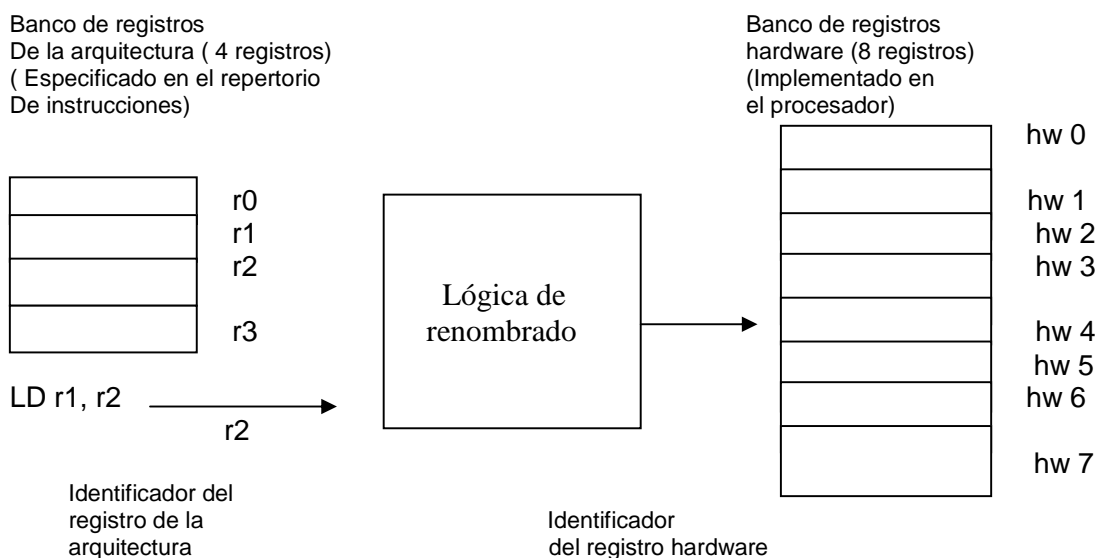 Banco de registros
De la arquitectura ( 4 registros)
( Especificado en el repertorio
De instrucciones)
Banco de registros
hardware (8 registros)
(Implementado en
el procesador)
r0
r1
r2
r3
LD r1, r2
r2
Lógica de
renombrado
hw 0
hw 1
hw 2
hw 3
hw 4
hw 5
hw 6
hw 7
Identificador del
registro de la
arquitectura
Identificador
del registro hardware